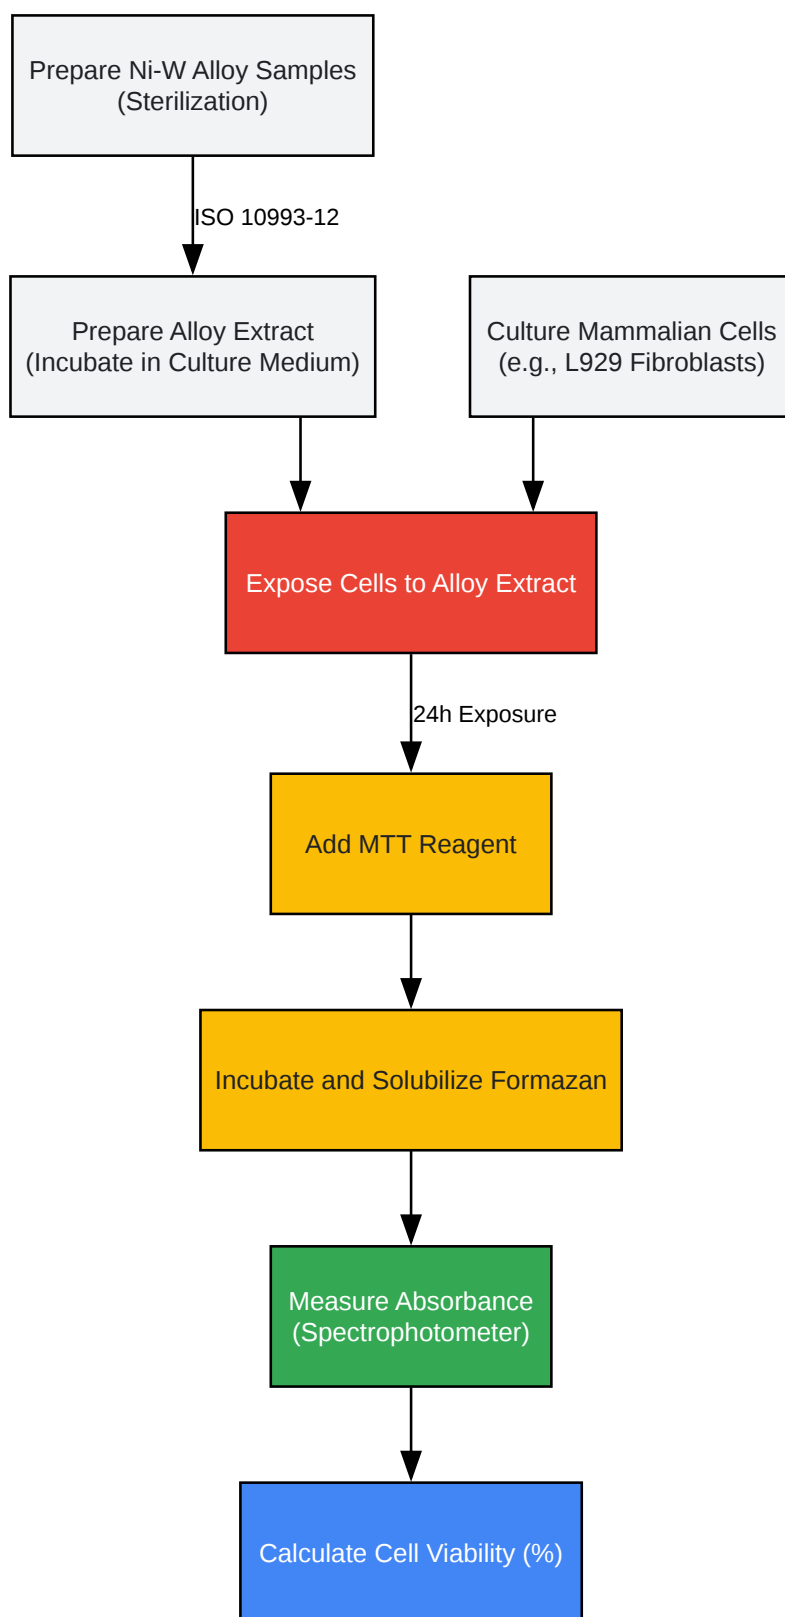 Prepare Ni-W Alloy Samples
(Sterilization)
ISO 10993-12
Prepare Alloy Extract
(Incubate in Culture Medium)
Culture Mammalian Cells
(e.g., L929 Fibroblasts)
Expose Cells to Alloy Extract
24h Exposure
Add MTT Reagent
Incubate and Solubilize Formazan
Measure Absorbance
(Spectrophotometer)
Calculate Cell Viability (%)